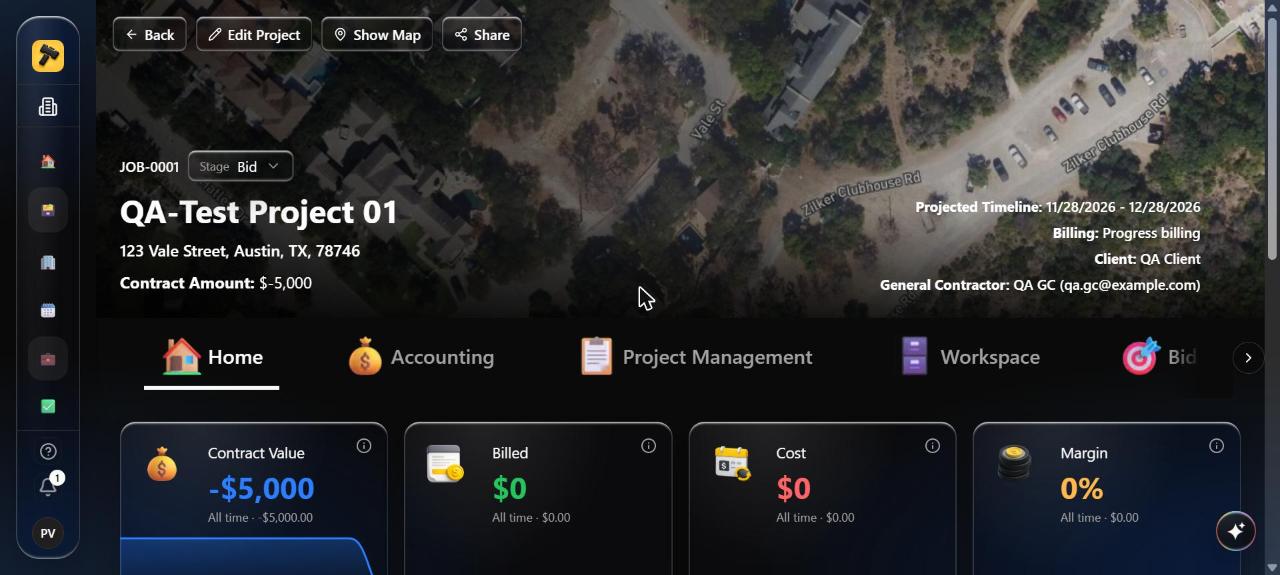 Back
Edit Project
Show Map
Share
Vale St
Zilker Clubhouse Rd
Zilker Clubhouse Rd
JOB-0001
Stage Bid
QA-Test Project 01
123 Vale Street, Austin, TX, 78746
Contract Amount: $-5,000
Projected Timeline: 11/28/2026 - 12/28/2026
Billing: Progress billing
Client: QA Client
General Contractor: QA GC (qa.gc@example.com)
Home
Accounting
Project Management
Workspace
Bid
Contract Value
-$5,000
All time · -$5,000.00
Billed
$0
All time · $0.00
Cost
$0
All time · $0.00
Margin
0%
All time · $0.00
1
PV